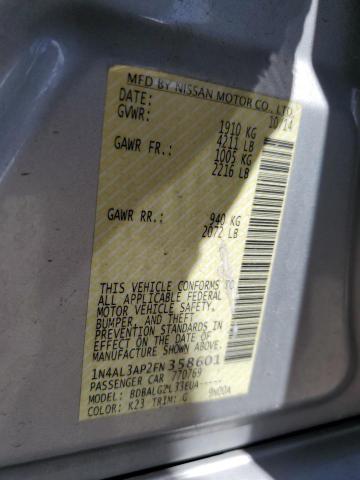 MFD BY NISSAN MOTOR CO., LTD.
DATE: 10/14
GVWR: 1910 KG
4211 LB
GAWR FR.: 1005 KG
2216 LB
GAWR RR.: 940 KG
2072 LB
THIS VEHICLE CONFORMS TO
ALL APPLICABLE FEDERAL
MOTOR VEHICLE SAFETY,
BUMPER, AND THEFT
PREVENTION STANDARDS IN
EFFECT ON THE DATE OF
MANUFACTURE SHOWN ABOVE.
1N4AL3AP2FN358601
PASSENGER CAR 770769
MODEL: BDBALGZL33EUA-----
COLOR: K23 TRIM: G 9W00A